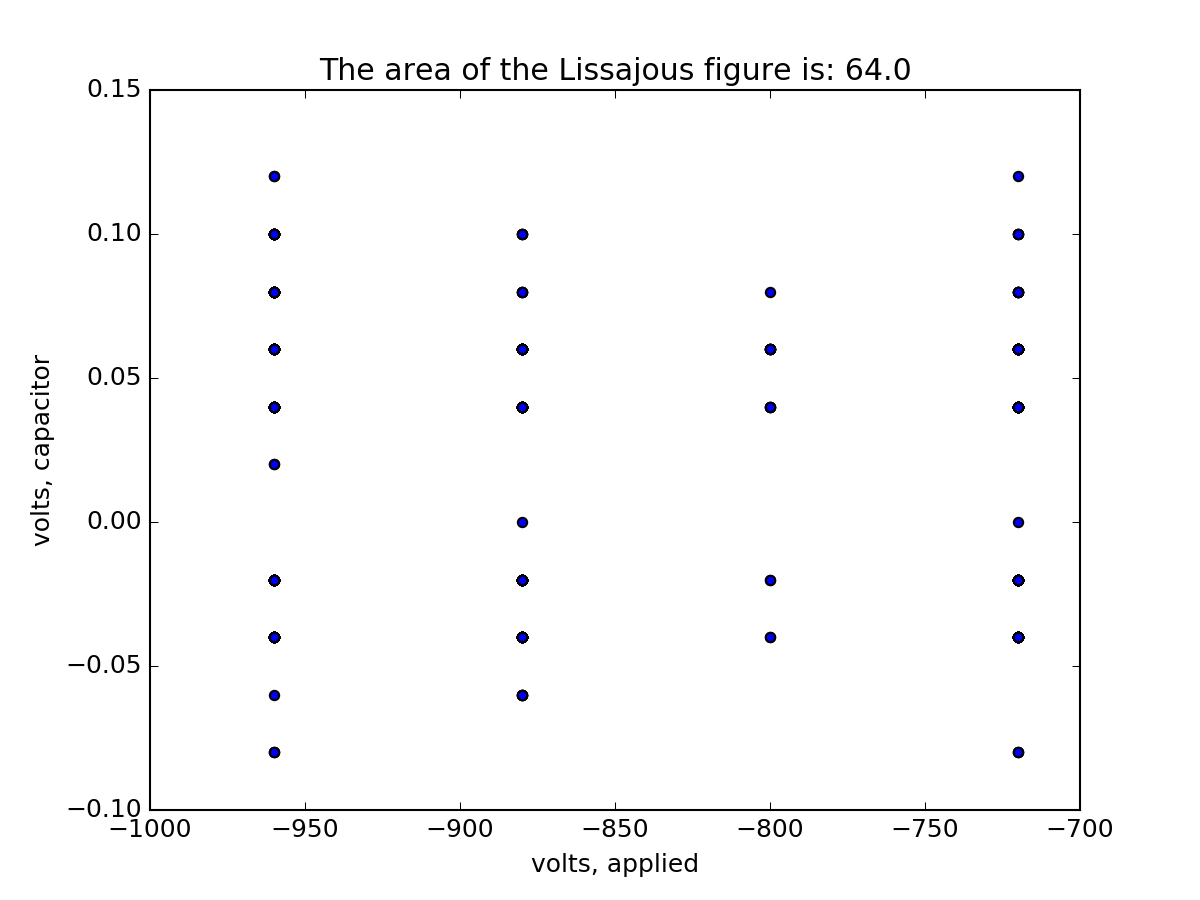 The area of the Lissajous figure is: 64.0
0.15
0.10
0.05
0.00
−0.05
−0.10
volts, capacitor
−1000 −950 −900 −850 −800 −750 −700
volts, applied